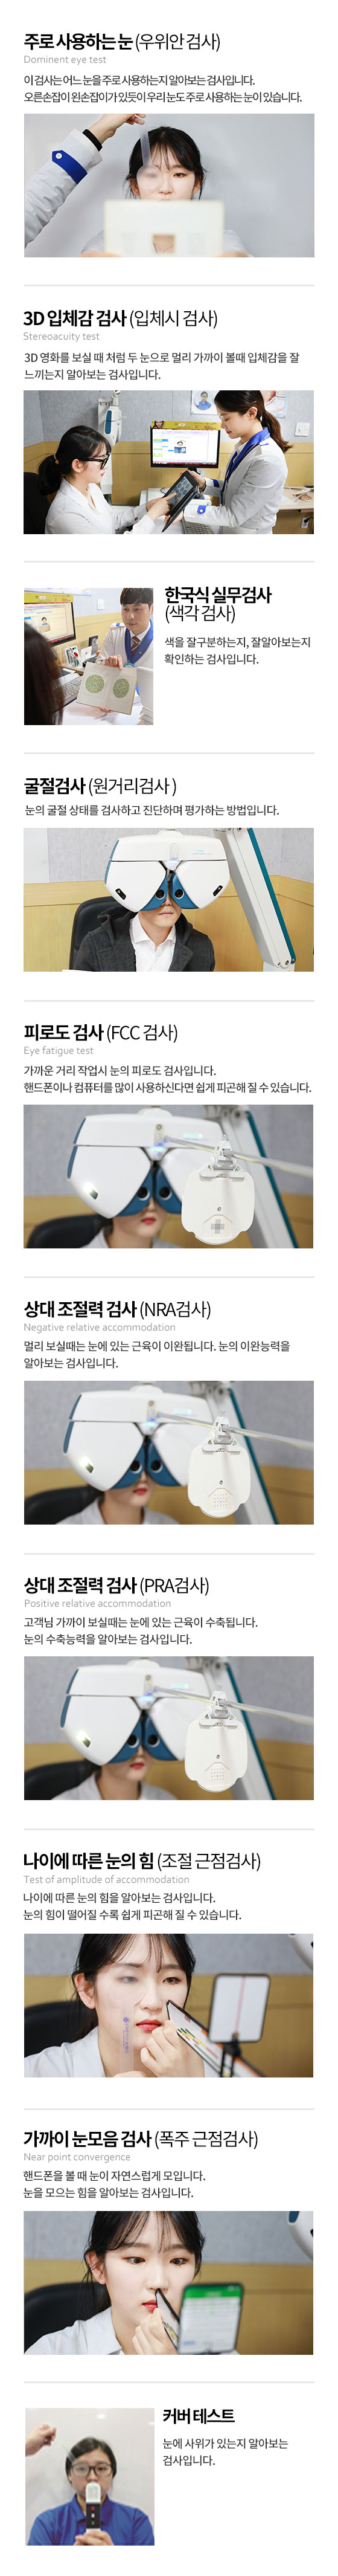 주로 사용하는 눈 (우위안 검사)
Dominent eye test
이 검사는 어느 눈을 주로 사용하는지 알아보는 검사입니다.
오른손잡이 왼손잡이가 있듯이 우리 눈도 주로 사용하는 눈이 있습니다.
3D 입체감 검사 (입체시 검사)
Stereoacuity test
3D 영화를 보실 때 처럼 두 눈으로 멀리 가까이 볼때 입체감을 잘
느끼는지 알아보는 검사입니다.
한국식 실무검사
(색각 검사)
색을 잘구분하는지, 잘알아보는지
확인하는 검사입니다.
굴절검사 (원거리검사 )
눈의 굴절 상태를 검사하고 진단하며 평가하는 방법입니다.
피로도 검사 (FCC 검사)
Eye fatigue test
가까운 거리 작업시 눈의 피로도 검사입니다.
핸드폰이나 컴퓨터를 많이 사용하신다면 쉽게 피곤해 질 수 있습니다.
상대 조절력 검사 (NRA검사)
Negative relative accommodation
멀리 보실때는 눈에 있는 근육이 이완됩니다. 눈의 이완능력을
알아보는 검사입니다.
상대 조절력 검사 (PRA검사)
Positive relative accommodation
고객님 가까이 보실때는 눈에 있는 근육이 수축됩니다.
눈의 수축능력을 알아보는 검사입니다.
나이에 따른 눈의 힘 (조절 근점검사)
Test of amplitude of accommodation
나이에 따른 눈의 힘을 알아보는 검사입니다.
눈의 힘이 떨어질 수록 쉽게 피곤해 질 수 있습니다.
가까이 눈모음 검사 (폭주 근점검사)
Near point convergence
핸드폰을 볼 때 눈이 자연스럽게 모입니다.
눈을 모으는 힘을 알아보는 검사입니다.
커버 테스트
눈에 사위가 있는지 알아보는
검사입니다.